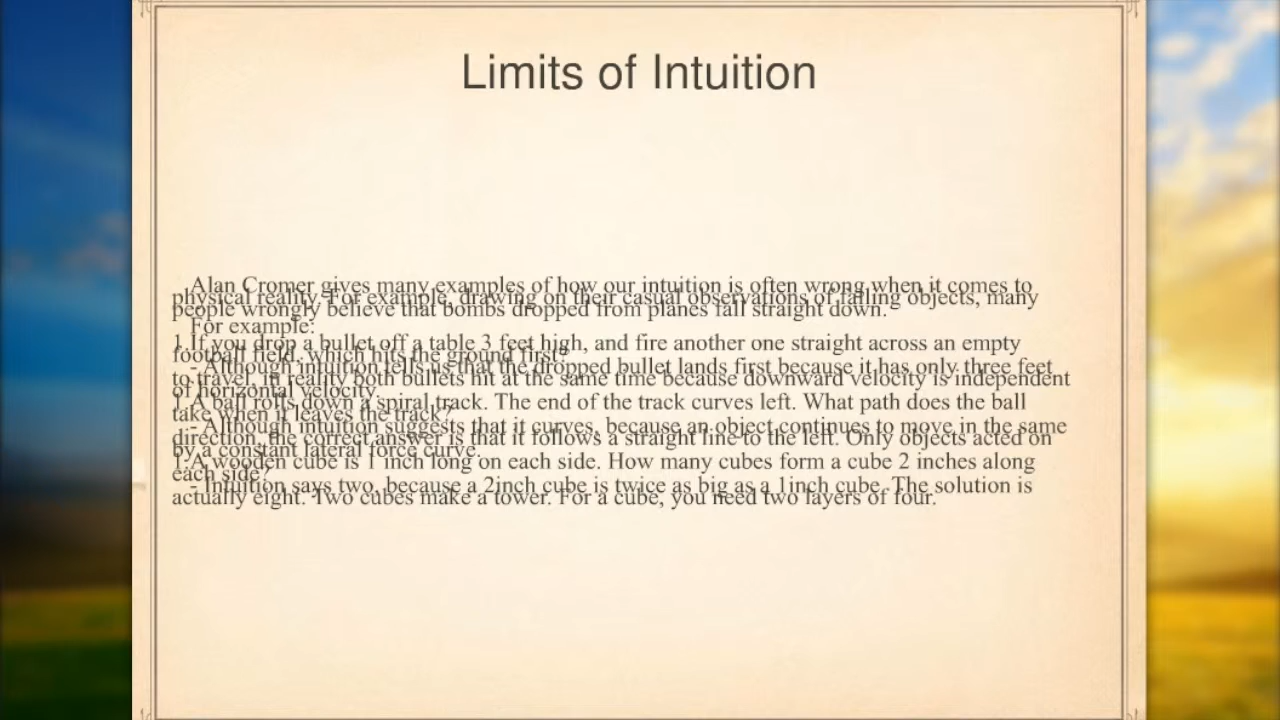 Limits of Intuition
Alan Cromer gives many examples of how our intuition is often wrong when it comes to
physical reality. For example, drawing on their casual observations of falling objects, many
people wrongly believe that bombs dropped from planes fall straight down.
For example:
1.If you drop a bullet off a table 3 feet high, and fire another one straight across an empty
football field, which hits the ground first?
- Although intuition tells us that the dropped bullet lands first because it has only three feet
to travel, in reality both bullets hit at the same time because downward velocity is independent
of horizontal velocity.
1.A ball rolls down a spiral track. The end of the track curves left. What path does the ball
take when it leaves the track?
- Although intuition suggests that it curves, because an object continues to move in the same
direction, the correct answer is that it follows a straight line to the left. Only objects acted on
by a constant lateral force curve.
1.A wooden cube is 1 inch long on each side. How many cubes form a cube 2 inches along
each side?
- Intuition says two, because a 2inch cube is twice as big as a 1inch cube. The solution is
actually eight. Two cubes make a tower. For a cube, you need two layers of four.